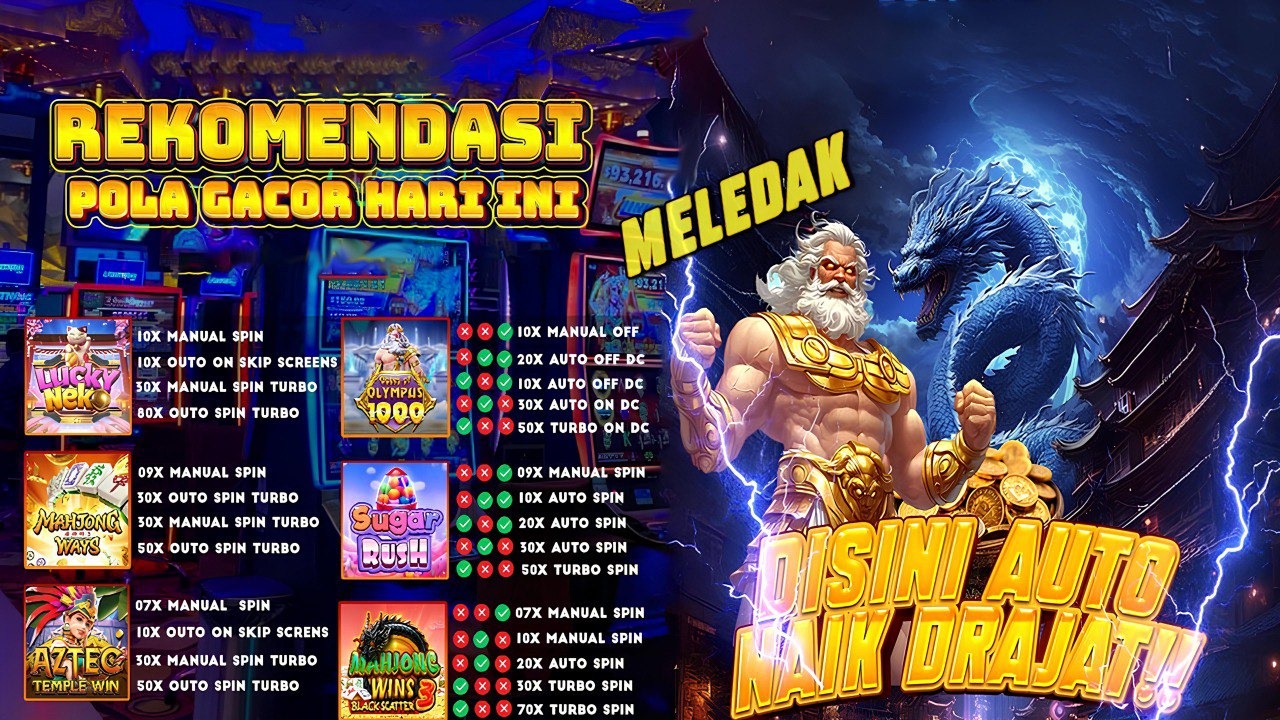 REKOMENDASI
POLA GACOR HARI INI
LUCKY
NEKO
10X MANUAL SPIN
10X OUTO ON SKIP SCREENS
30X MANUAL SPIN TURBO
80X OUTO SPIN TURBO
MAHJONG
WAYS
09X MANUAL SPIN
30X OUTO SPIN TURBO
30X MANUAL SPIN TURBO
50X OUTO SPIN TURBO
AZTEC
TEMPLE WIN
07X MANUAL SPIN
10X OUTO ON SKIP SCRENS
30X MANUAL SPIN TURBO
50X OUTO SPIN TURBO
OLYMPUS
1000
10X MANUAL OFF
20X AUTO OFF DC
10X AUTO OFF DC
30X AUTO ON DC
50X TURBO ON DC
Sugar
RUSH
09X MANUAL SPIN
10X AUTO SPIN
20X AUTO SPIN
30X AUTO SPIN
50X TURBO SPIN
MAHJONG
WINS 3
BLACK SCATTER
07X MANUAL SPIN
10X MANUAL SPIN
20X AUTO SPIN
30X TURBO SPIN
70X TURBO SPIN
MELEDAK
DISINI AUTO
NAIK DRAJAT!!